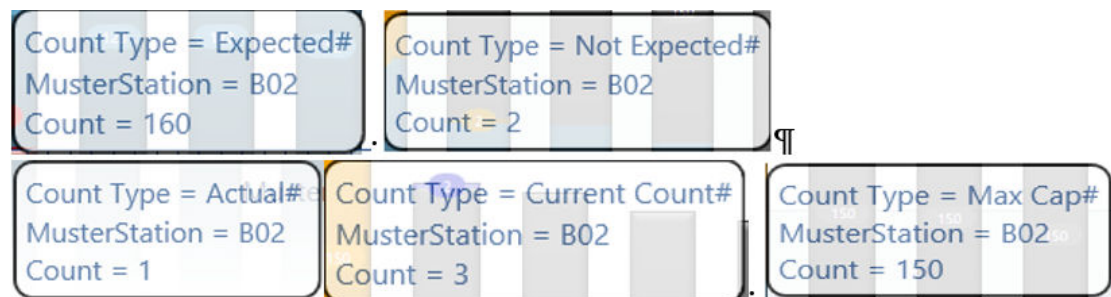 Count Type = Expected#
MusterStation = B02
Count = 160
.
Count Type = Not Expected#
MusterStation = B02
Count = 2
¶
Count Type = Actual#
MusterStation = B02
Count = 1
Count Type = Current Count#
MusterStation = B02
Count = 3
.
Count Type = Max Cap#
MusterStation = B02
Count = 150
150
150